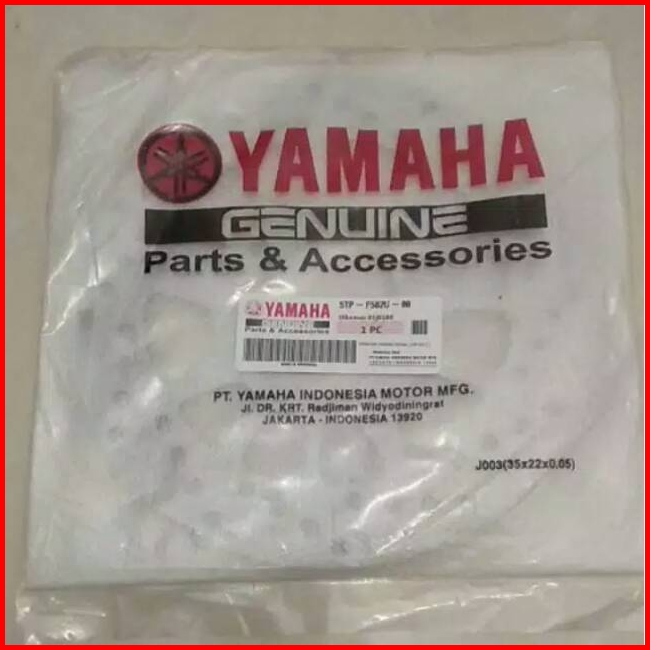 YAMAHA
GENUINE
Parts & Accessories
YAMAHA
GENUINE
Parts & Accessories
1 PC
PT. YAMAHA INDONESIA MOTOR MFG.
Jl. DR. KRT. Radjiman Widyodiningrat
JAKARTA - INDONESIA 13920
J003(35x22x0.05)